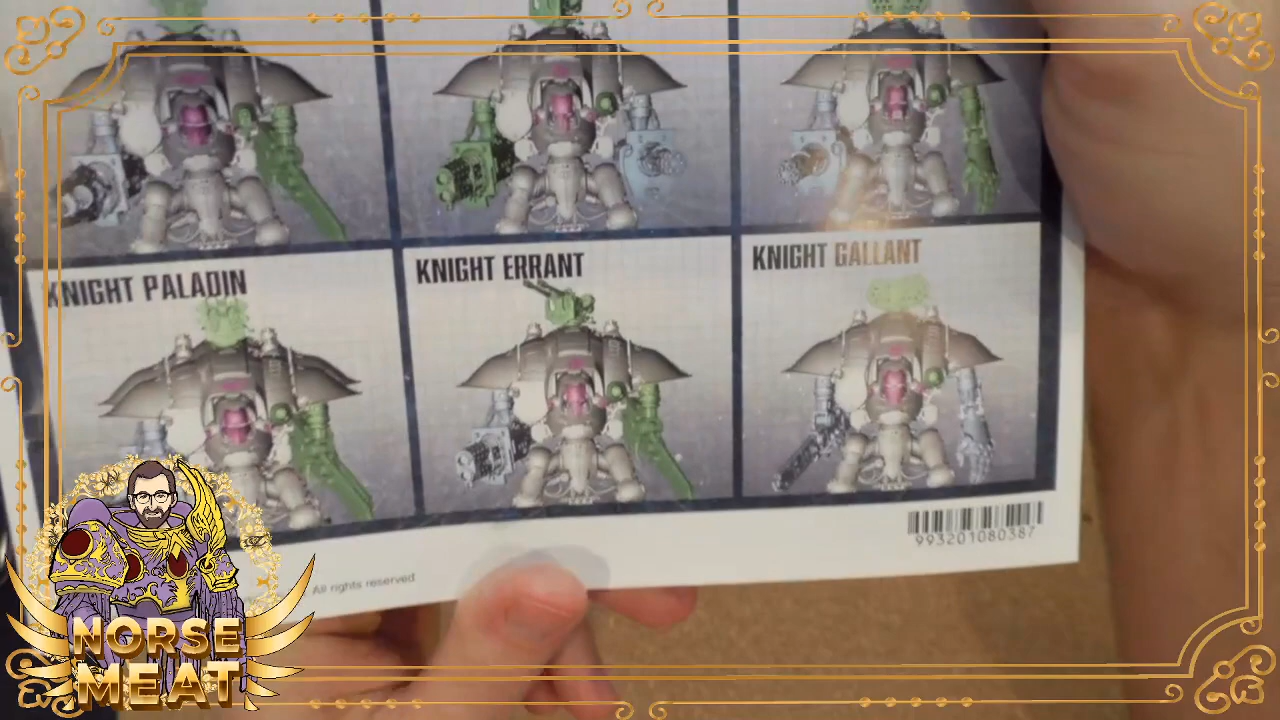 KNIGHT PALADIN
KNIGHT ERRANT
KNIGHT GALLANT
993201080387
All rights reserved
NORSE
MEAT